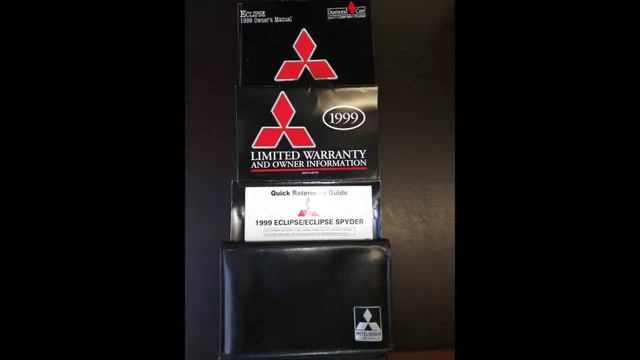 ECLIPSE
1999 Owner's Manual
Diamond Care
1999
LIMITED WARRANTY
AND OWNER INFORMATION
Quick Reference Guide
1999 ECLIPSE/ECLIPSE SPYDER
MITSUBISHI